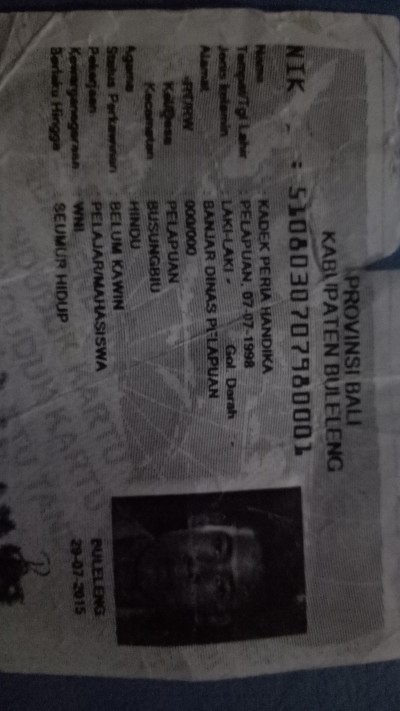 PROVINSI BALI
KABUPATEN BULELENG
NIK : 5108030707980001
Nama : KADEK PERIA HANDIKA
Tempat/Tgl Lahir : PELAPUAN, 07-07-1998
Jenis kelamin : LAKI-LAKI - Gol. Darah -
Alamat BANJAR DINAS PELAPUAN
RT/RW 000/000
Kel/Desa PELAPUAN
Kecamatan BUSUNGBIU
Agama HINDU
Status Perkawinan : BELUM KAWIN
Pekerjaan PELAJAR/MAHASISWA
Kewarganegaraan WNI
Berlaku Hingga SEUMUR HIDUP
BULELENG
29-07-2015